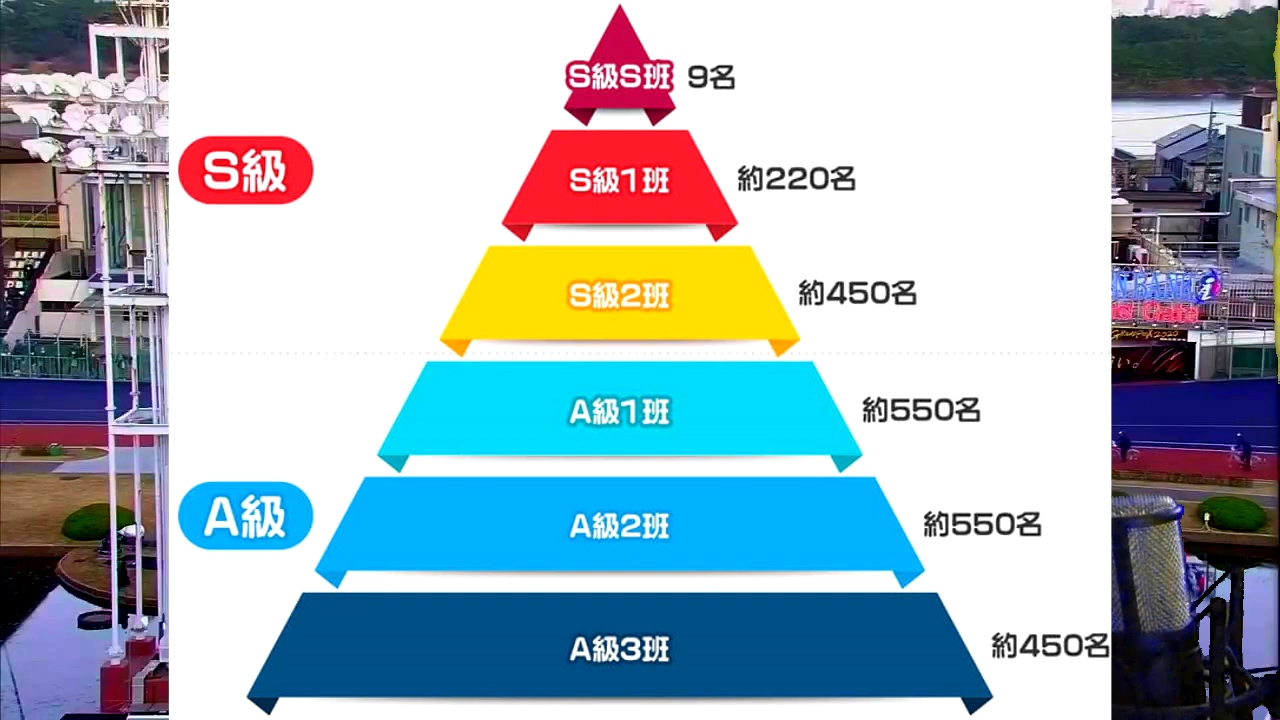 S級S班 9名
S級
S級1班 約220名
S級2班 約450名
A級1班 約550名
A級
A級2班 約550名
A級3班 約450名